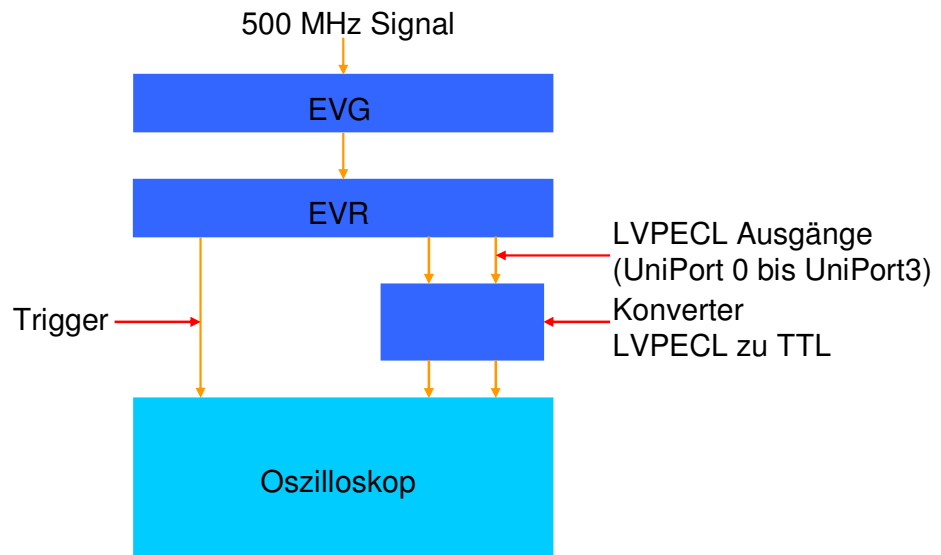 500 MHz Signal
EVG
EVR
LVPECL Ausgänge
(UniPort 0 bis UniPort3)
Trigger
Konverter
LVPECL zu TTL
Oszilloskop